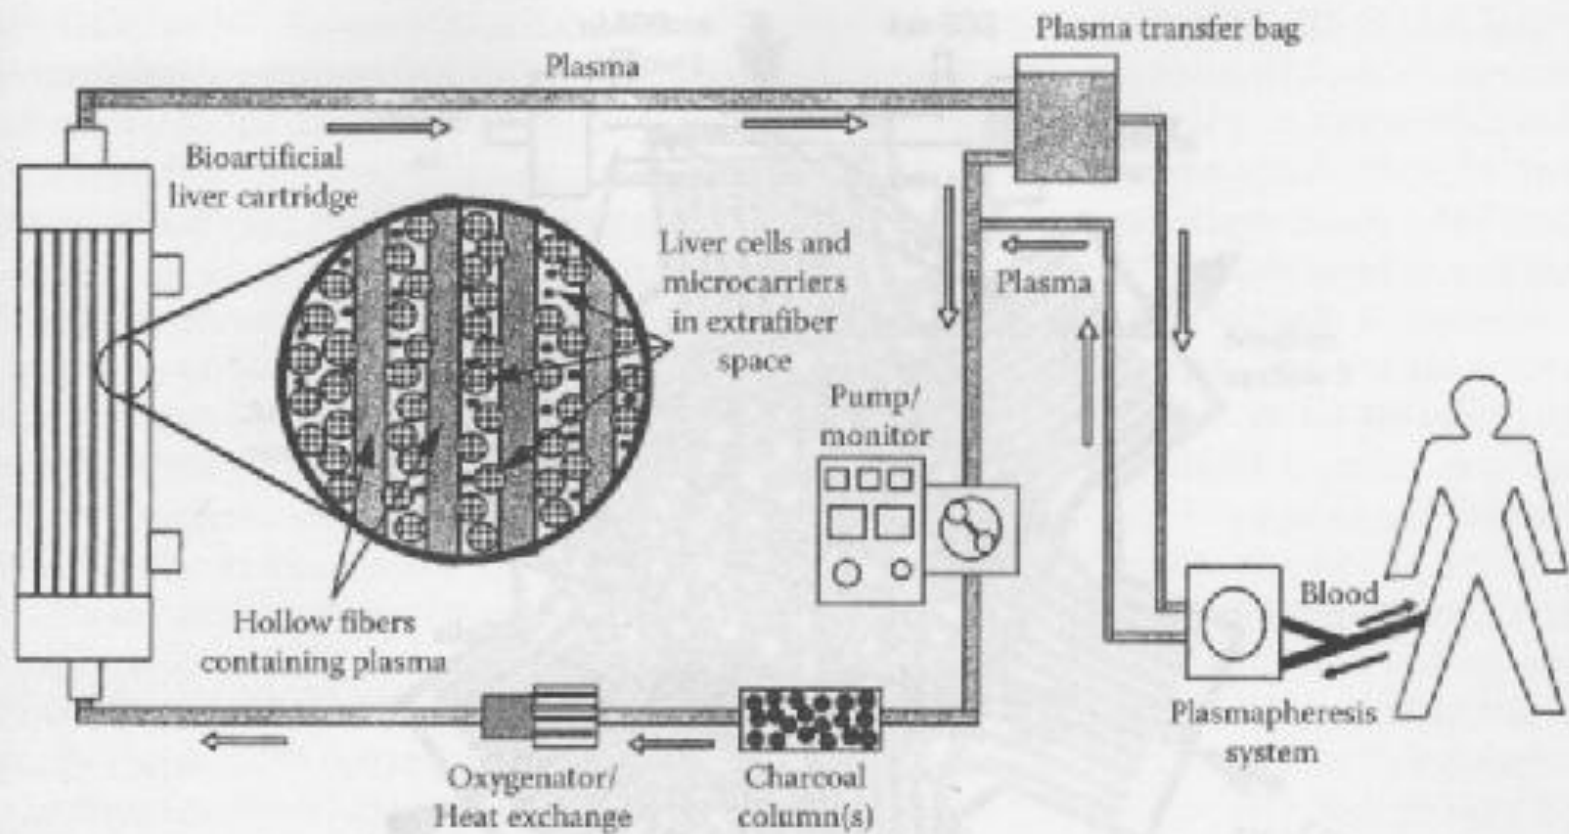 Plasma transfer bag
Plasma
Bioartificial
liver cartridge
Liver cells and
microcarriers
in extrafiber
space
Plasma
Pump/
monitor
Hollow fibers
containing plasma
Blood
Plasmapheresis
system
Oxygenator/
Heat exchange
Charcoal
column(s)